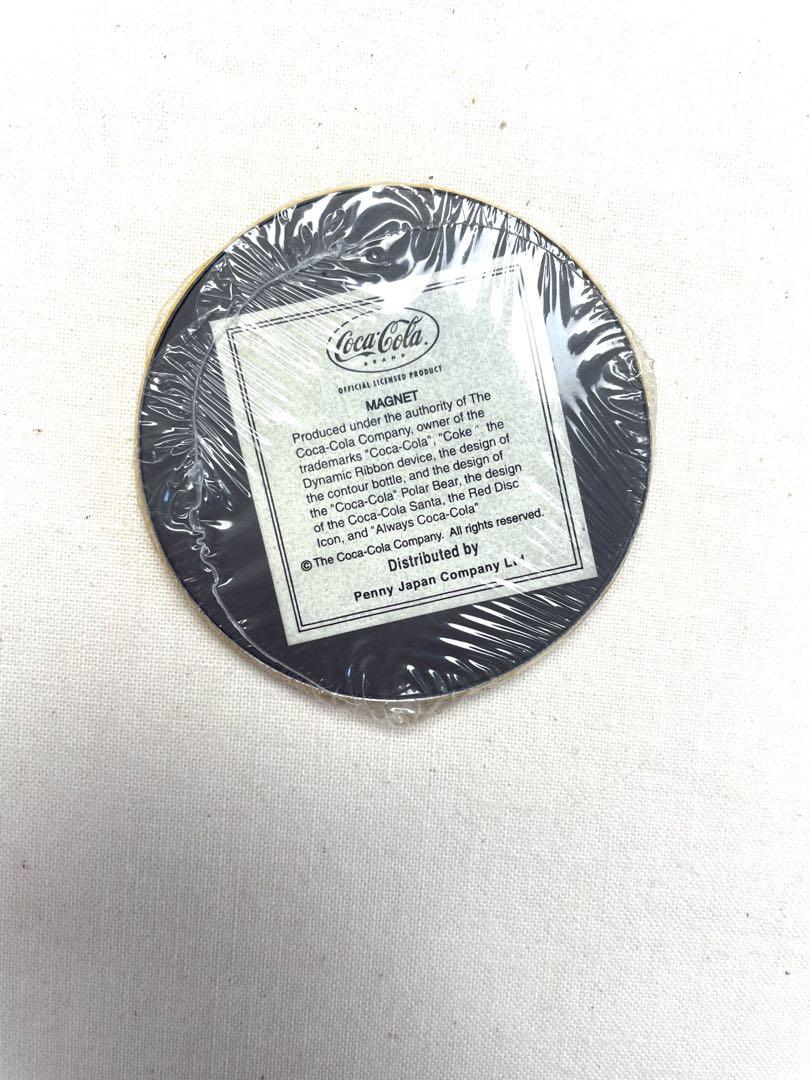 Coca-Cola
BRAND
OFFICIAL LICENSED PRODUCT
MAGNET
Produced under the authority of The
Coca-Cola Company, owner of the
trademarks "Coca-Cola", "Coke", the
Dynamic Ribbon device, the design of
the contour bottle, and the design of
the "Coca-Cola" Polar Bear, the design
of the Coca-Cola Santa, the Red Disc
Icon, and "Always Coca-Cola"
© The Coca-Cola Company. All rights reserved.
Distributed by
Penny Japan Company Ltd